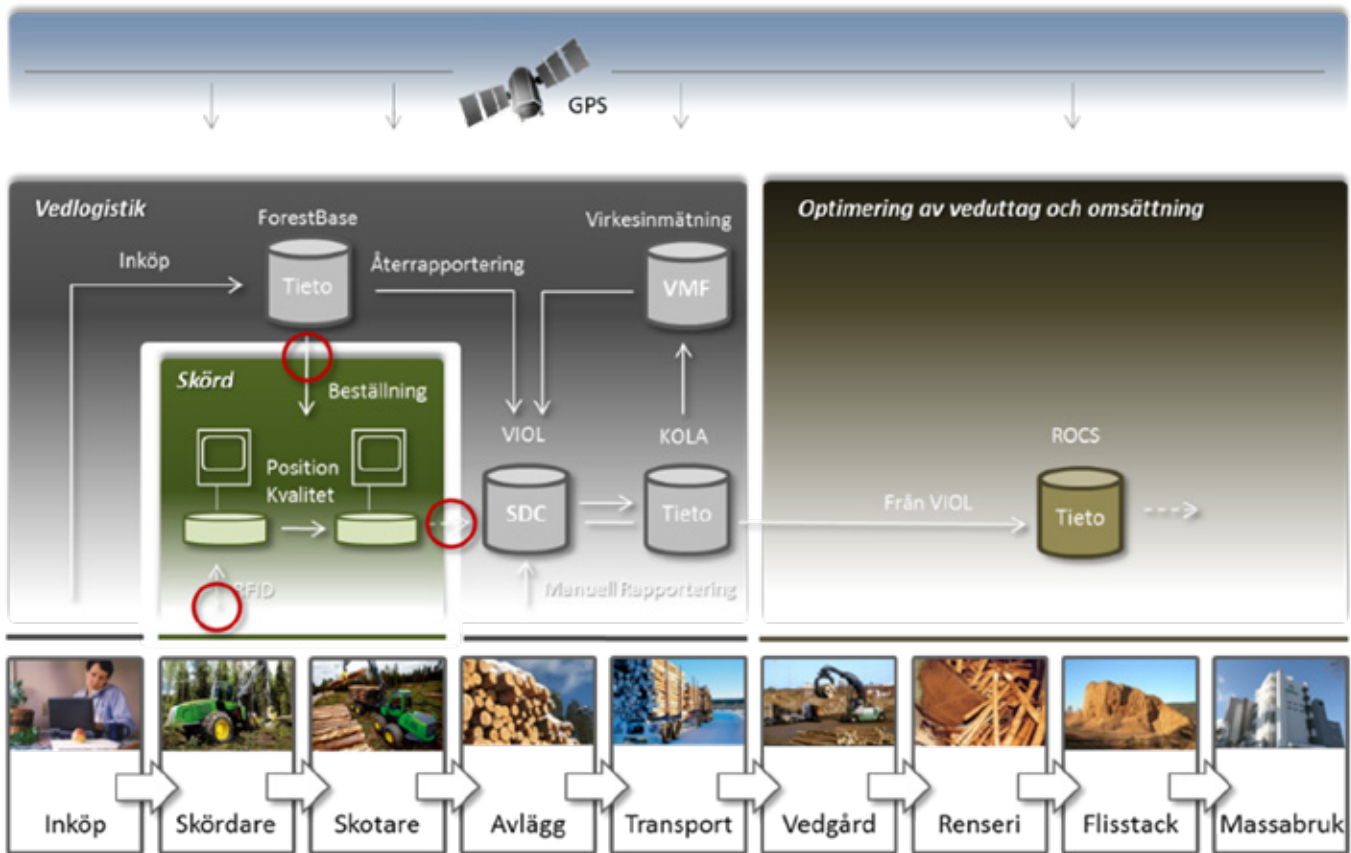 GPS
Vedlogistik
Optimering av veduttag och omsättning
ForestBase
Virkesinmätning
Inköp
Återrapportering
Tieto
VMF
Skörd
Beställning
VIOL
KOLA
ROCS
Position
Kvalitet
SDC
Tieto
Från VIOL
Tieto
RFID
Manuell Rapportering
Inköp
Skördare
Skotare
Avlägg
Transport
Vedgård
Renseri
Flisstack
Massabruk